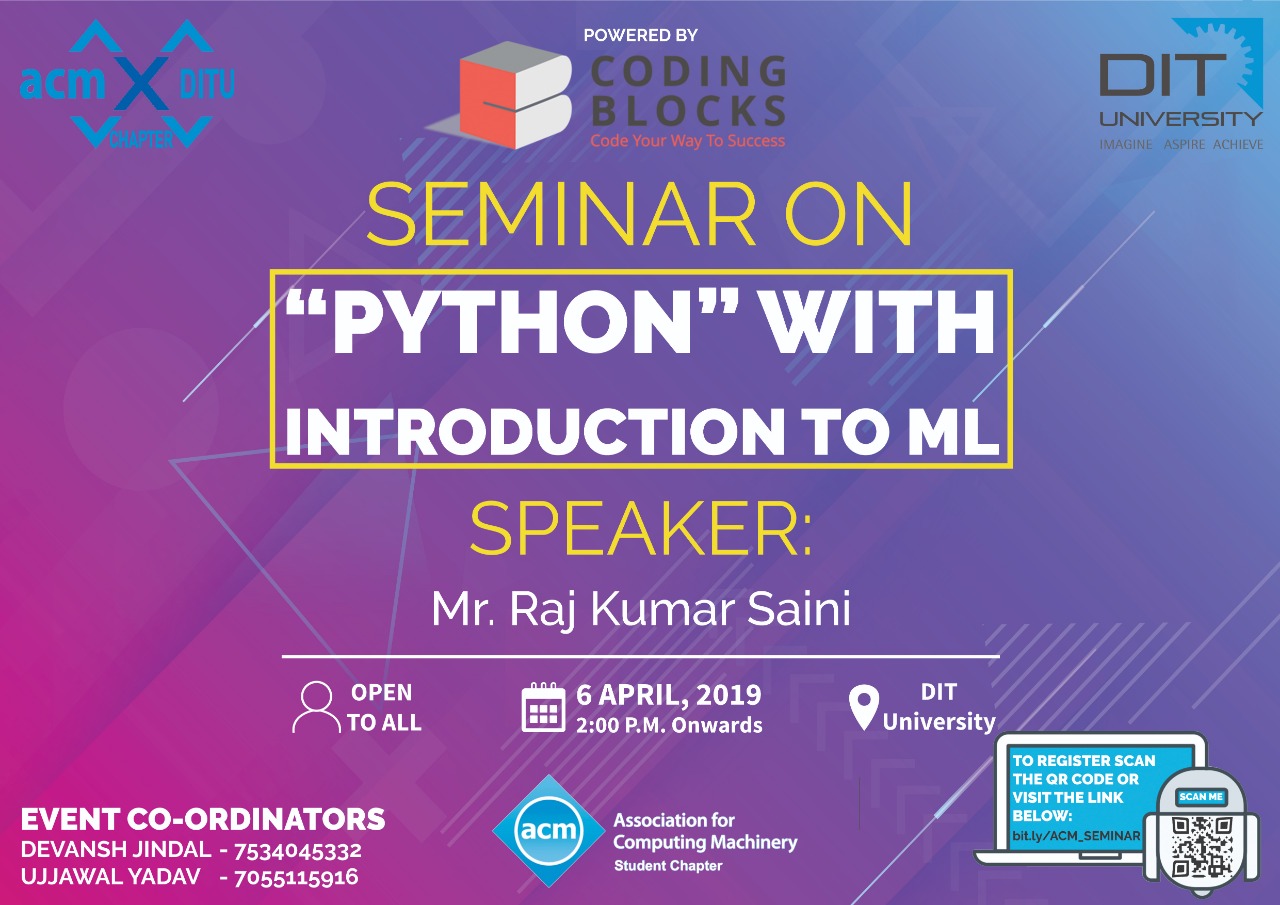 acm X DITU
CHAPTER
POWERED BY
CODING
BLOCKS
Code Your Way To Success
DIT
UNIVERSITY
IMAGINE ASPIRE ACHIEVE
SEMINAR ON
“PYTHON” WITH
INTRODUCTION TO ML
SPEAKER:
Mr. Raj Kumar Saini
OPEN
TO ALL
6 APRIL, 2019
2:00 P.M. Onwards
DIT
University
EVENT CO-ORDINATORS
DEVANSH JINDAL - 7534045332
UJJAWAL YADAV - 7055115916
acm
Association for
Computing Machinery
Student Chapter
TO REGISTER SCAN
THE QR CODE OR
VISIT THE LINK
BELOW:
bit.ly/ACM_SEMINAR
SCAN ME